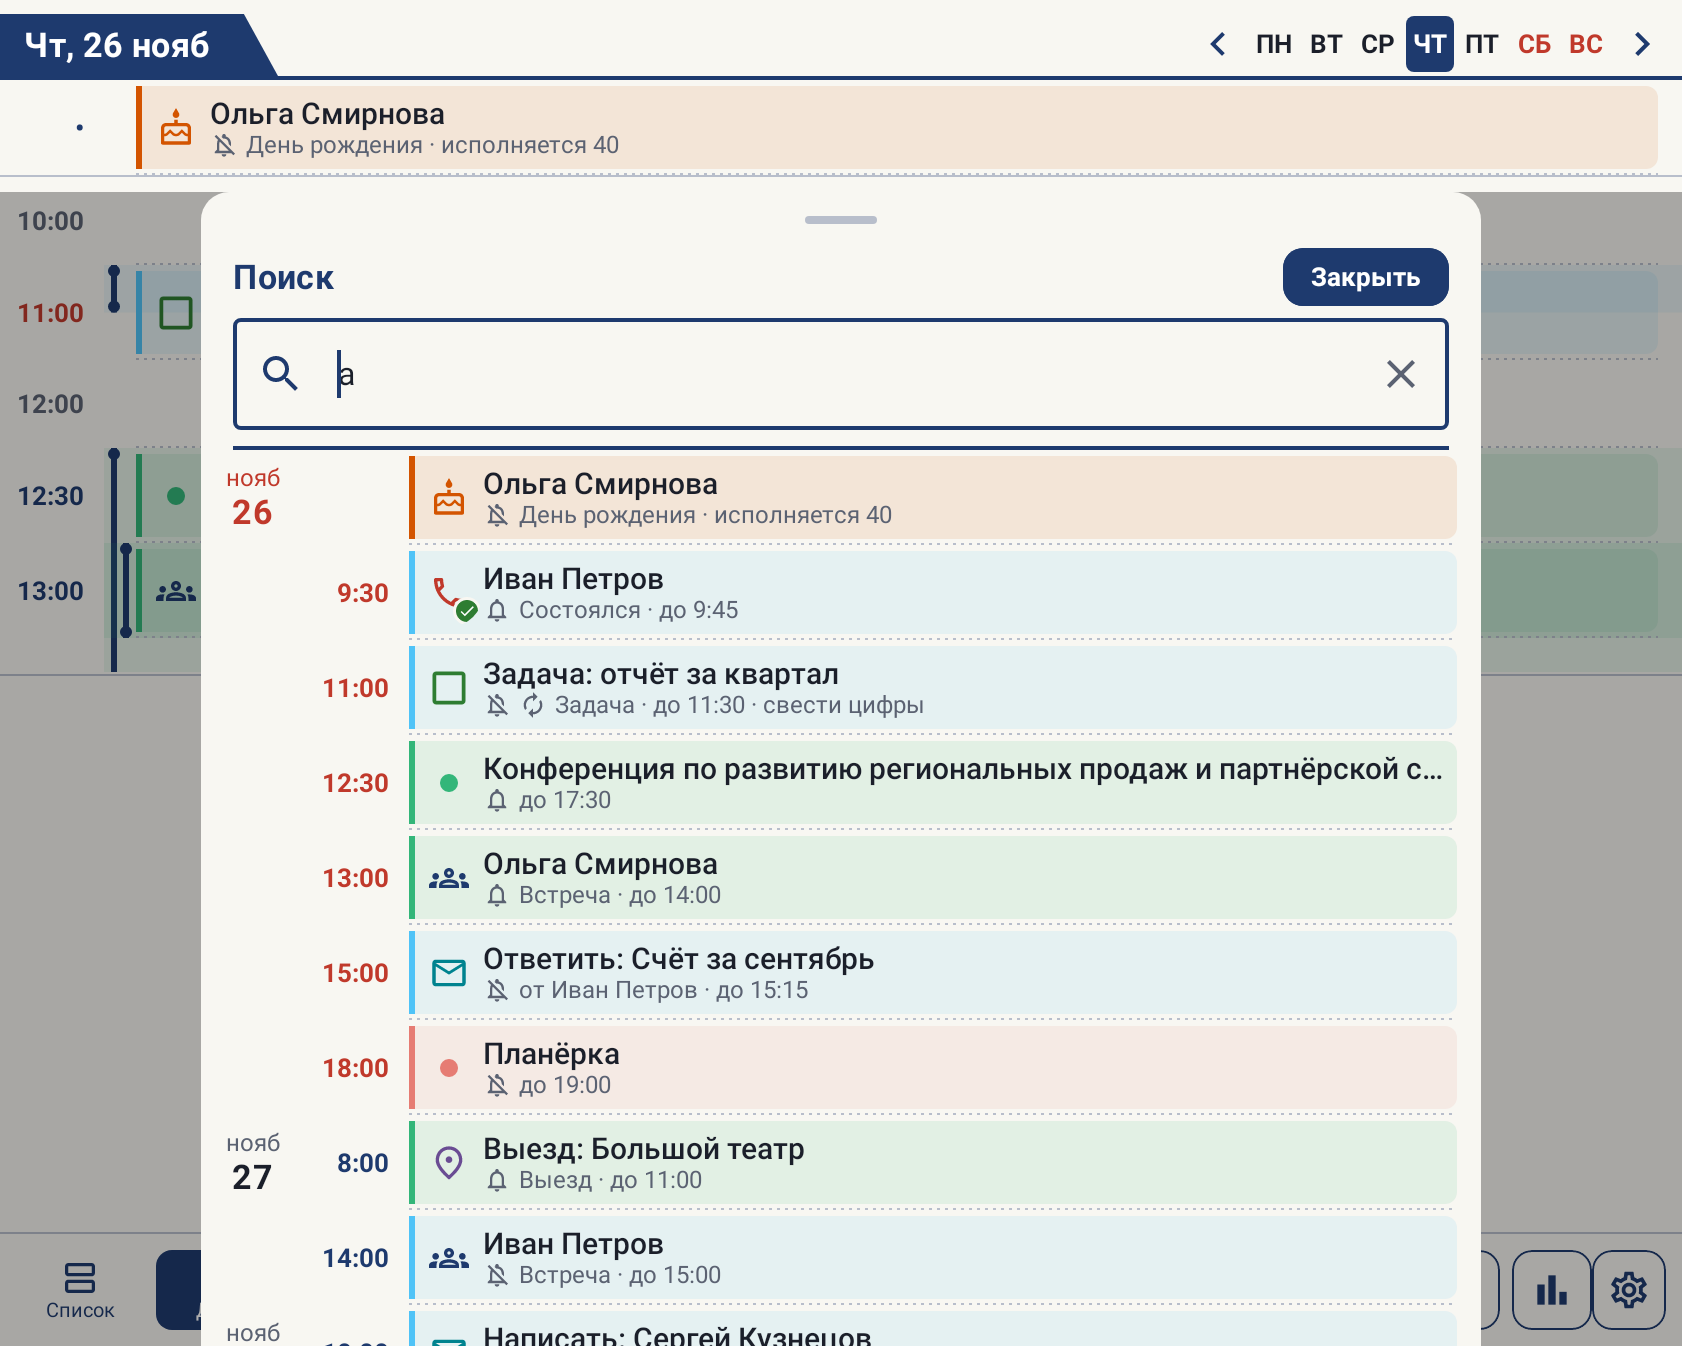 Чт, 26 нояб
ПН ВТ СР ЧТ ПТ СБ ВС
Ольга Смирнова
День рождения · исполняется 40
10:00
11:00
12:00
12:30
13:00
Поиск
Закрыть
а
нояб
26
Ольга Смирнова
День рождения · исполняется 40
9:30
Иван Петров
Состоялся · до 9:45
11:00
Задача: отчёт за квартал
Задача · до 11:30 · свести цифры
12:30
Конференция по развитию региональных продаж и партнёрской с...
до 17:30
13:00
Ольга Смирнова
Встреча · до 14:00
15:00
Ответить: Счёт за сентябрь
от Иван Петров · до 15:15
18:00
Планёрка
до 19:00
нояб
27
8:00
Выезд: Большой театр
Выезд · до 11:00
14:00
Иван Петров
Встреча · до 15:00
нояб
Написать: Сергей Кузнецов
Список